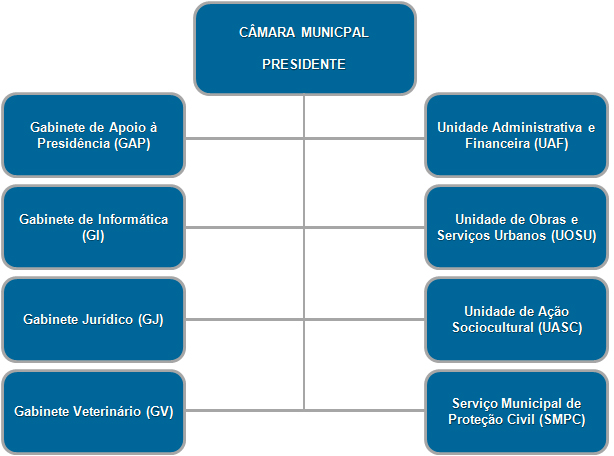 CÂMARA MUNICPAL
PRESIDENTE
Gabinete de Apoio à
Presidência (GAP)
Unidade Administrativa e
Financeira (UAF)
Gabinete de Informática
(GI)
Unidade de Obras e
Serviços Urbanos (UOSU)
Gabinete Jurídico (GJ)
Unidade de Ação
Sociocultural (UASC)
Gabinete Veterinário (GV)
Serviço Municipal de
Proteção Civil (SMPC)